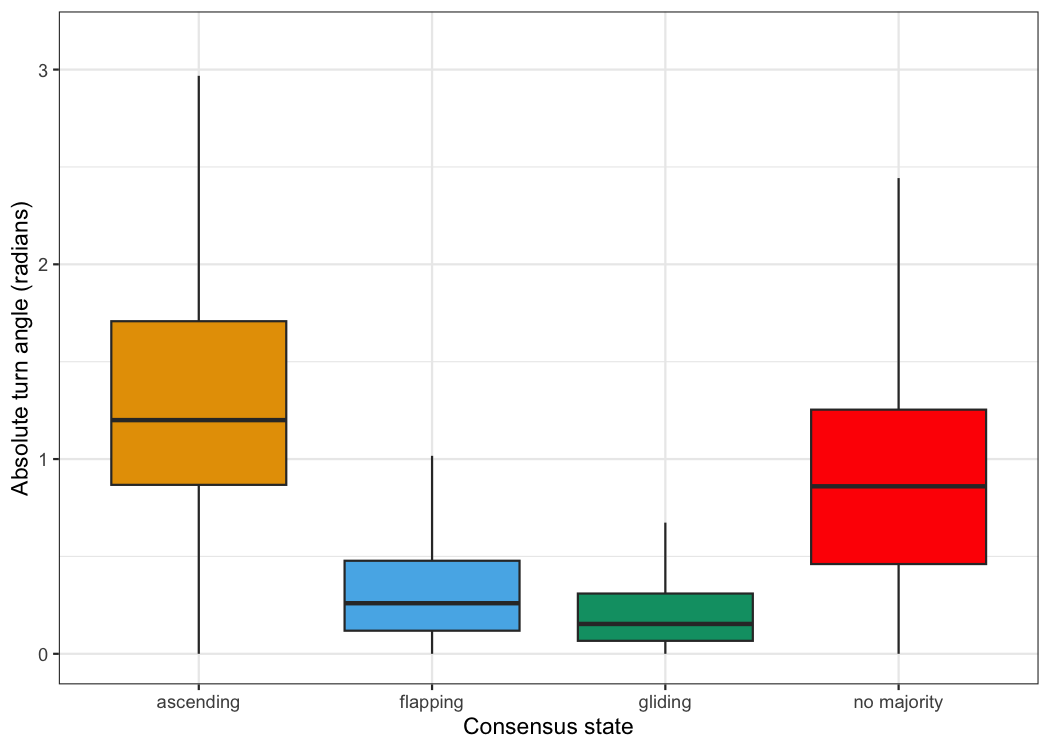 Absolute turn angle (radians)
3
2
1
0
ascending
flapping
gliding
no majority
Consensus state